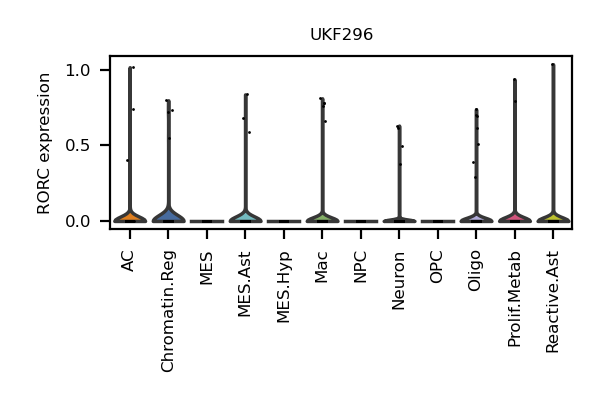 UKF296
RORC expression
1.0
0.5
0.0
AC
Chromatin.Reg
MES
MES.Ast
MES.Hyp
Mac
NPC
Neuron
OPC
Oligo
Prolif.Metab
Reactive.Ast